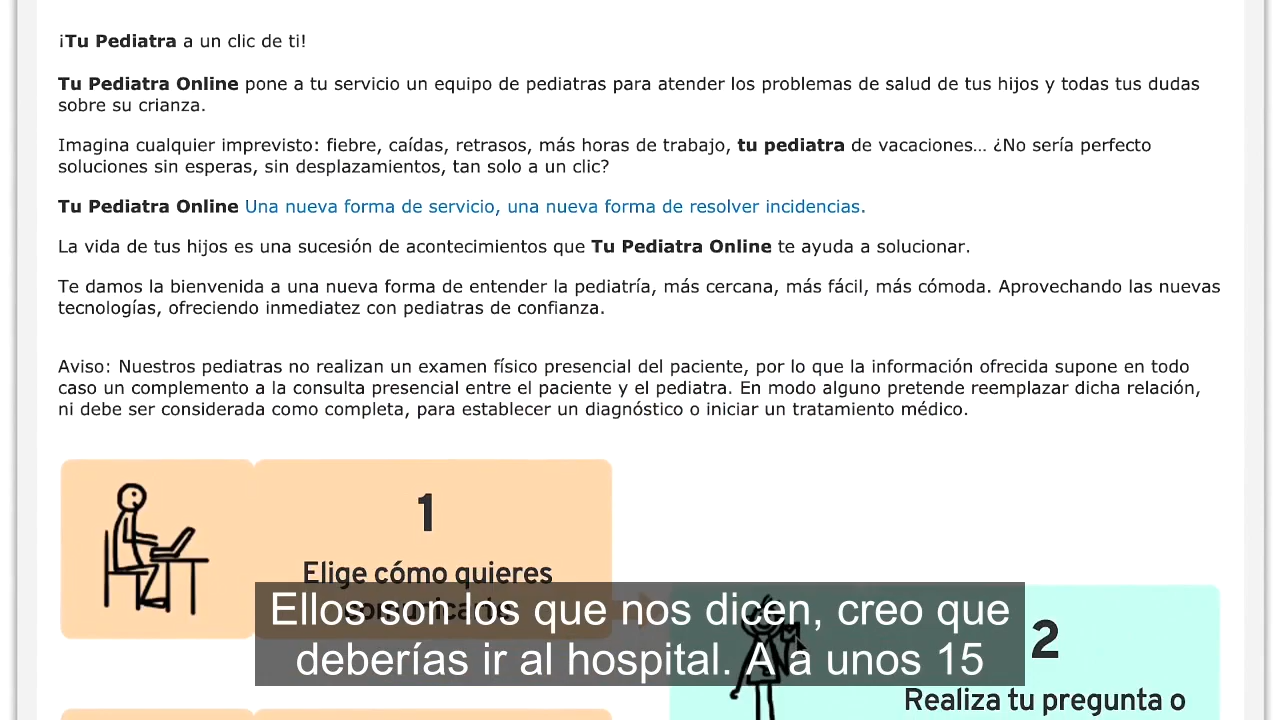 ¡Tu Pediatra a un clic de ti!
Tu Pediatra Online pone a tu servicio un equipo de pediatras para atender los problemas de salud de tus hijos y todas tus dudas
sobre su crianza.
Imagina cualquier imprevisto: fiebre, caídas, retrasos, más horas de trabajo, tu pediatra de vacaciones... ¿No sería perfecto
soluciones sin esperas, sin desplazamientos, tan solo a un clic?
Tu Pediatra Online Una nueva forma de servicio, una nueva forma de resolver incidencias.
La vida de tus hijos es una sucesión de acontecimientos que Tu Pediatra Online te ayuda a solucionar.
Te damos la bienvenida a una nueva forma de entender la pediatría, más cercana, más fácil, más cómoda. Aprovechando las nuevas
tecnologías, ofreciendo inmediatez con pediatras de confianza.
Aviso: Nuestros pediatras no realizan un examen físico presencial del paciente, por lo que la información ofrecida supone en todo
caso un complemento a la consulta presencial entre el paciente y el pediatra. En modo alguno pretende reemplazar dicha relación,
ni debe ser considerada como completa, para establecer un diagnóstico o iniciar un tratamiento médico.
1
Elige cómo quieres
Ellos son los que nos dicen, creo que
deberías ir al hospital. A a unos 15
2
Realiza tu pregunta o